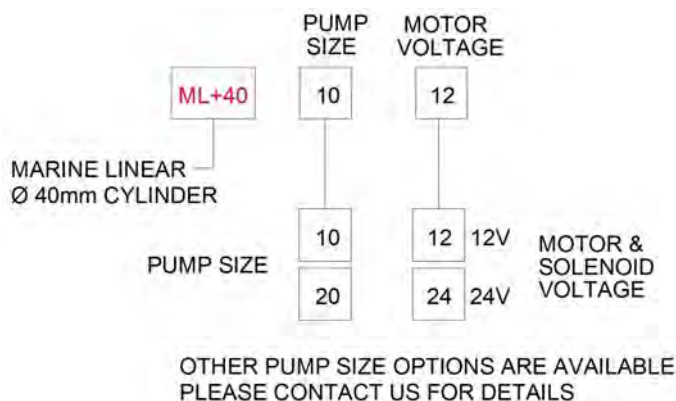 PUMP SIZE
MOTOR VOLTAGE
ML+40
10
12
MARINE LINEAR
Ø 40mm CYLINDER
PUMP SIZE
10
20
12 12V
24 24V
MOTOR &
SOLENOID
VOLTAGE
OTHER PUMP SIZE OPTIONS ARE AVAILABLE
PLEASE CONTACT US FOR DETAILS